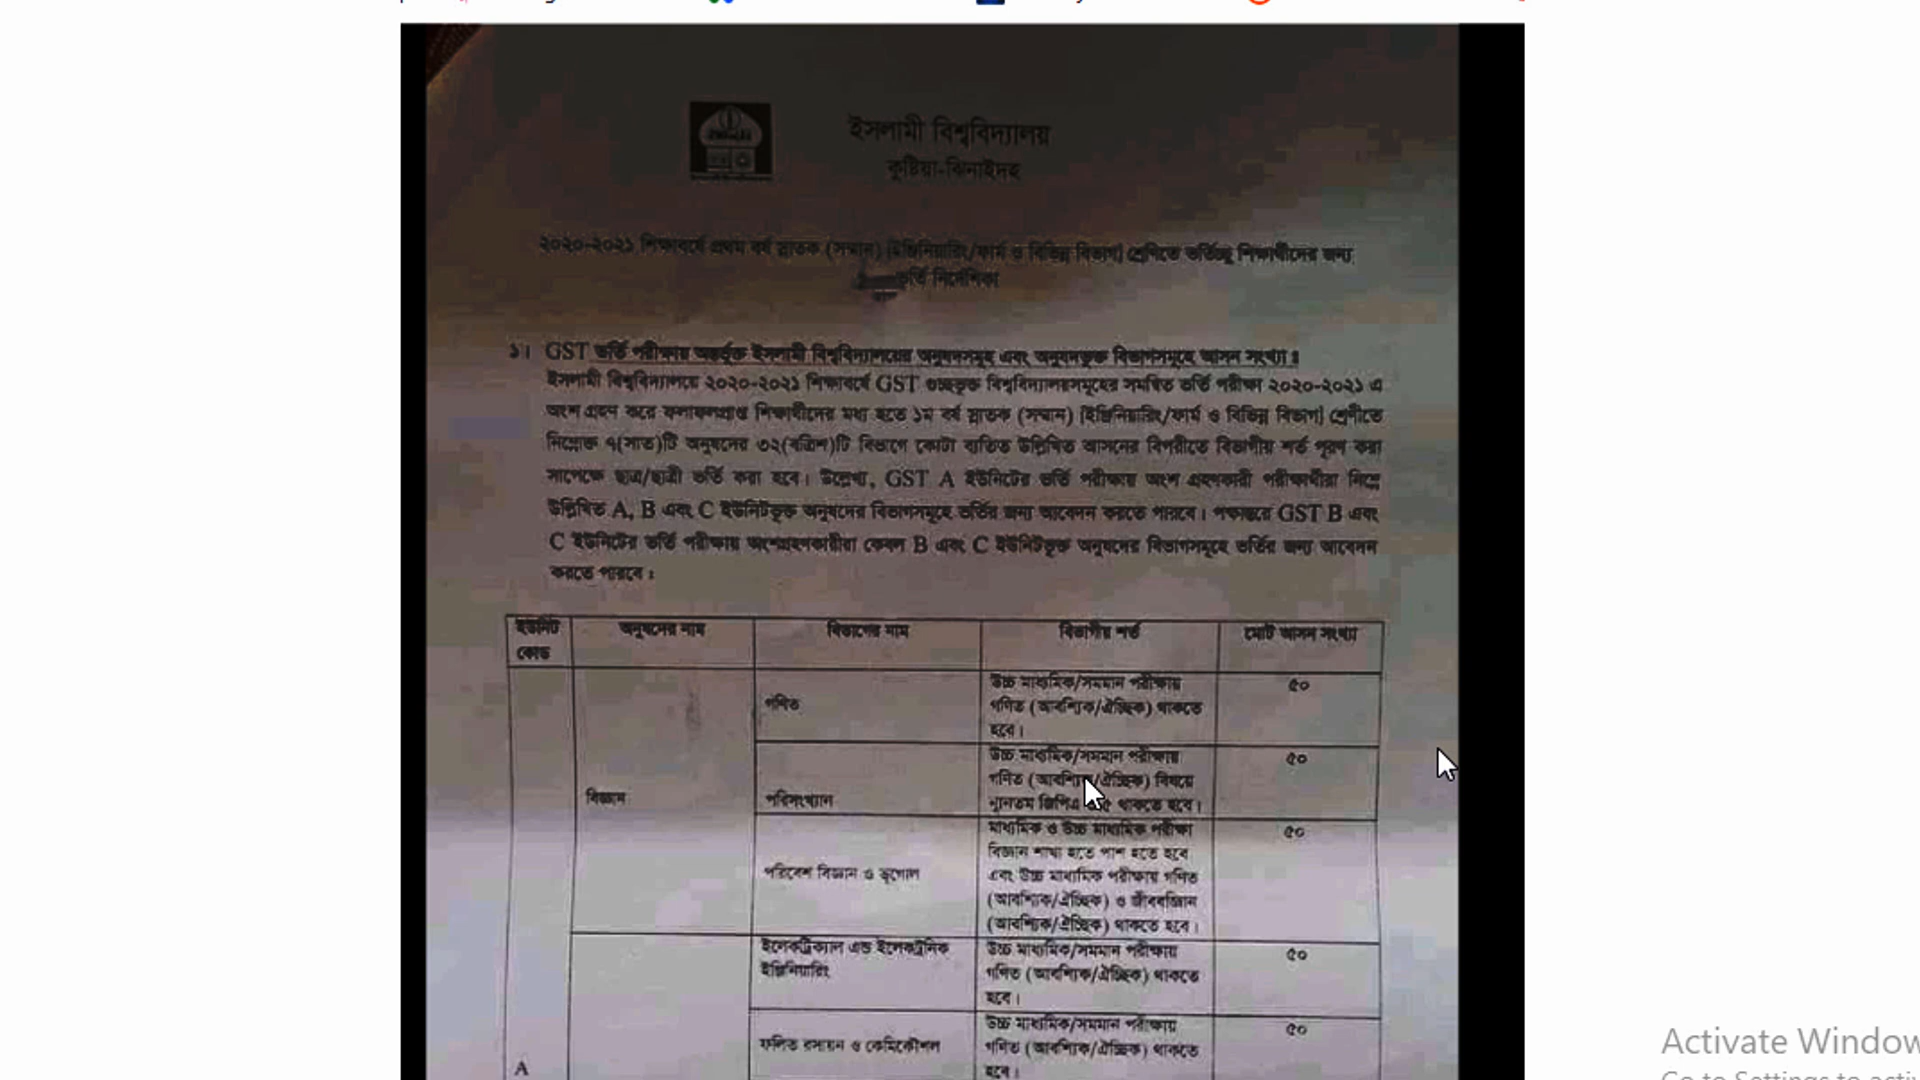 ইসলামী বিশ্ববিদ্যালয়
কুষ্টিয়া-ঝিনাইদহ
২০২০-২০২১ শিক্ষাবর্ষে প্রথম বর্ষ স্নাতক (সম্মান) [ইঞ্জিনিয়ারিং/ফার্ম ও বিভিন্ন বিভাগ] শ্রেণিতে ভর্তিচ্ছু শিক্ষার্থীদের জন্য
ভর্তি নির্দেশিকা
১। GST ভর্তি পরীক্ষায় অন্তর্ভুক্ত ইসলামী বিশ্ববিদ্যালয়ের অনুষদসমূহ এবং অনুষদভুক্ত বিভাগসমূহে আসন সংখ্যা ঃ
ইসলামী বিশ্ববিদ্যালয়ে ২০২০-২০২১ শিক্ষাবর্ষে GST গুচ্ছভুক্ত বিশ্ববিদ্যালয়সমূহের সমন্বিত ভর্তি পরীক্ষা ২০২০-২০২১ এ
অংশ গ্রহন করে ফলাফলপ্রাপ্ত শিক্ষার্থীদের মধ্য হতে ১ম বর্ষ স্নাতক (সম্মান) [ইঞ্জিনিয়ারিং/ফার্ম ও বিভিন্ন বিভাগ] শ্রেণীতে
নিম্নোক্ত ৭(সাত)টি অনুষদের ৩২(বত্রিশ)টি বিভাগে কোটা ব্যতিত উল্লিখিত আসনের বিপরীতে বিভাগীয় শর্ত পূরণ করা
সাপেক্ষে ছাত্র/ছাত্রী ভর্তি করা হবে। উল্লেখ্য, GST A ইউনিটের ভর্তি পরীক্ষায় অংশ গ্রহণকারী পরীক্ষার্থীরা নিম্নে
উল্লিখিত A, B এবং C ইউনিটভুক্ত অনুষদের বিভাগসমূহে ভর্তির জন্য আবেদন করতে পারবে। পক্ষান্তরে GST B এবং
C ইউনিটের ভর্তি পরীক্ষায় অংশগ্রহণকারীরা কেবল B এবং C ইউনিটভুক্ত অনুষদের বিভাগসমূহে ভর্তির জন্য আবেদন
করতে পারবে ঃ
ইউনিট কোড অনুষদের নাম বিভাগের নাম বিভাগীয় শর্ত মোট আসন সংখ্যা
A
বিজ্ঞান
গণিত
উচ্চ মাধ্যমিক/সমমান পরীক্ষায়
গণিত (আবশ্যিক/ঐচ্ছিক) থাকতে
হবে।
৫০
পরিসংখ্যান
উচ্চ মাধ্যমিক/সমমান পরীক্ষায়
গণিত (আবশ্যিক/ঐচ্ছিক) বিষয়ে
ন্যূনতম জিপিএ থাকতে হবে।
৫০
পরিবেশ বিজ্ঞান ও ভূগোল
মাধ্যমিক ও উচ্চ মাধ্যমিক পরীক্ষা
বিজ্ঞান শাখা হতে পাশ হতে হবে
এবং উচ্চ মাধ্যমিক পরীক্ষায় গণিত
(আবশ্যিক/ঐচ্ছিক) ও জীববিজ্ঞান
(আবশ্যিক/ঐচ্ছিক) থাকতে হবে।
৫০
ইলেকট্রিক্যাল এন্ড ইলেকট্রনিক
ইঞ্জিনিয়ারিং
উচ্চ মাধ্যমিক/সমমান পরীক্ষায়
গণিত (আবশ্যিক/ঐচ্ছিক) থাকতে
হবে।
৫০
ফলিত রসায়ন ও কেমিকৌশল
উচ্চ মাধ্যমিক/সমমান পরীক্ষায়
গণিত (আবশ্যিক/ঐচ্ছিক) থাকতে
হবে।
৫০
Activate Window